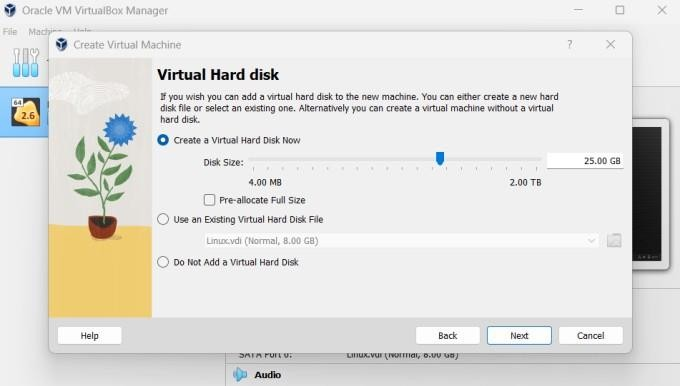 Oracle VM VirtualBox Manager
File
Help
64
2.6
Create Virtual Machine
?
Virtual Hard disk
If you wish you can add a virtual hard disk to the new machine. You can either create a new hard
disk file or select an existing one. Alternatively you can create a virtual machine without a virtual
hard disk.
Create a Virtual Hard Disk Now
Disk Size:
25.00 GB
4.00 MB
2.00 TB
Pre-allocate Full Size
Use an Existing Virtual Hard Disk File
Linux.vdi (Normal, 8.00 GB)
Do Not Add a Virtual Hard Disk
Help
Back
Next
Cancel
SATA Port 0:
Linux.vdi (Normal, 8.00 GB)
Audio